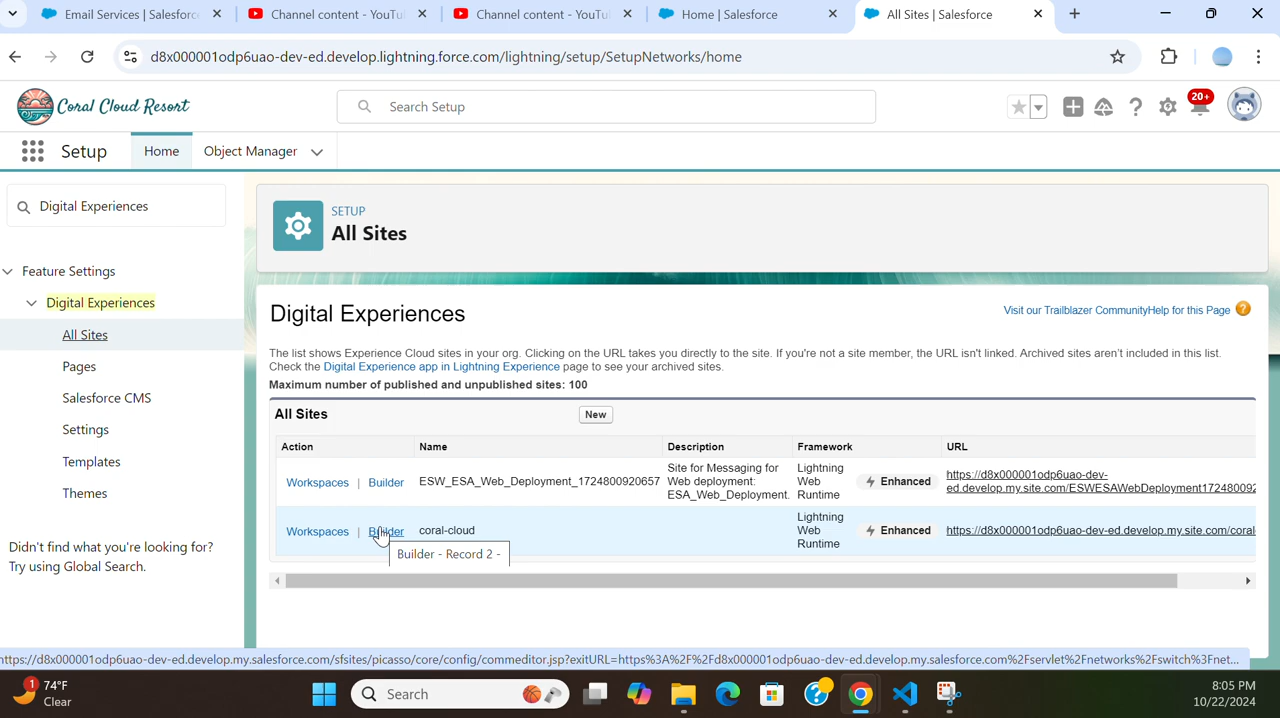 Email Services | Salesforc
Channel content - YouTu
Channel content - YouTu
Home | Salesforce
All Sites | Salesforce
d8x000001odp6uao-dev-ed.develop.lightning.force.com/lightning/setup/SetupNetworks/home
Coral Cloud Resort
Search Setup
20+
Setup
Home
Object Manager
Digital Experiences
Feature Settings
Digital Experiences
All Sites
Pages
Salesforce CMS
Settings
Templates
Themes
Didn't find what you're looking for?
Try using Global Search.
SETUP
All Sites
Digital Experiences
Visit our Trailblazer Community
Help for this Page
?
The list shows Experience Cloud sites in your org. Clicking on the URL takes you directly to the site. If you're not a site member, the URL isn't linked. Archived sites aren't included in this list.
Check the Digital Experience app in Lightning Experience page to see your archived sites.
Maximum number of published and unpublished sites: 100
All Sites
New
Action
Name
Description
Framework
URL
Workspaces | Builder
ESW_ESA_Web_Deployment_1724800920657
Site for Messaging for
Web deployment:
ESA_Web_Deployment.
Lightning
Web
Runtime
Enhanced
https://d8x000001odp6uao-dev-
ed.develop.my.site.com/ESWESAWebDeployment172480092
Workspaces | Builder
coral-cloud
Lightning
Web
Runtime
Enhanced
https://d8x000001odp6uao-dev-ed.develop.my.site.com/coral
Builder - Record 2 -
https://d8x000001odp6uao-dev-ed.develop.my.salesforce.com/sfsites/picasso/core/config/commeditor.jsp?exitURL=https%3A%2F%2Fd8x000001odp6uao-dev-ed.develop.my.salesforce.com%2Fservlet%2Fnetworks%2Fswitch%3Fnet...
1
74°F
Clear
Search
8:05 PM
10/22/2024